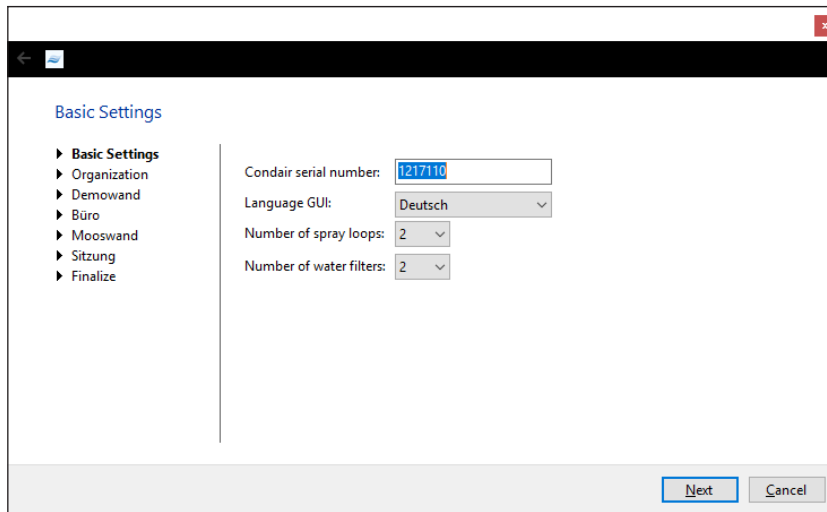 Basic Settings
Basic Settings
Organization
Demowand
Büro
Mooswand
Sitzung
Finalize
Condair serial number: 1217110
Language GUI: Deutsch
Number of spray loops: 2
Number of water filters: 2
Next Cancel